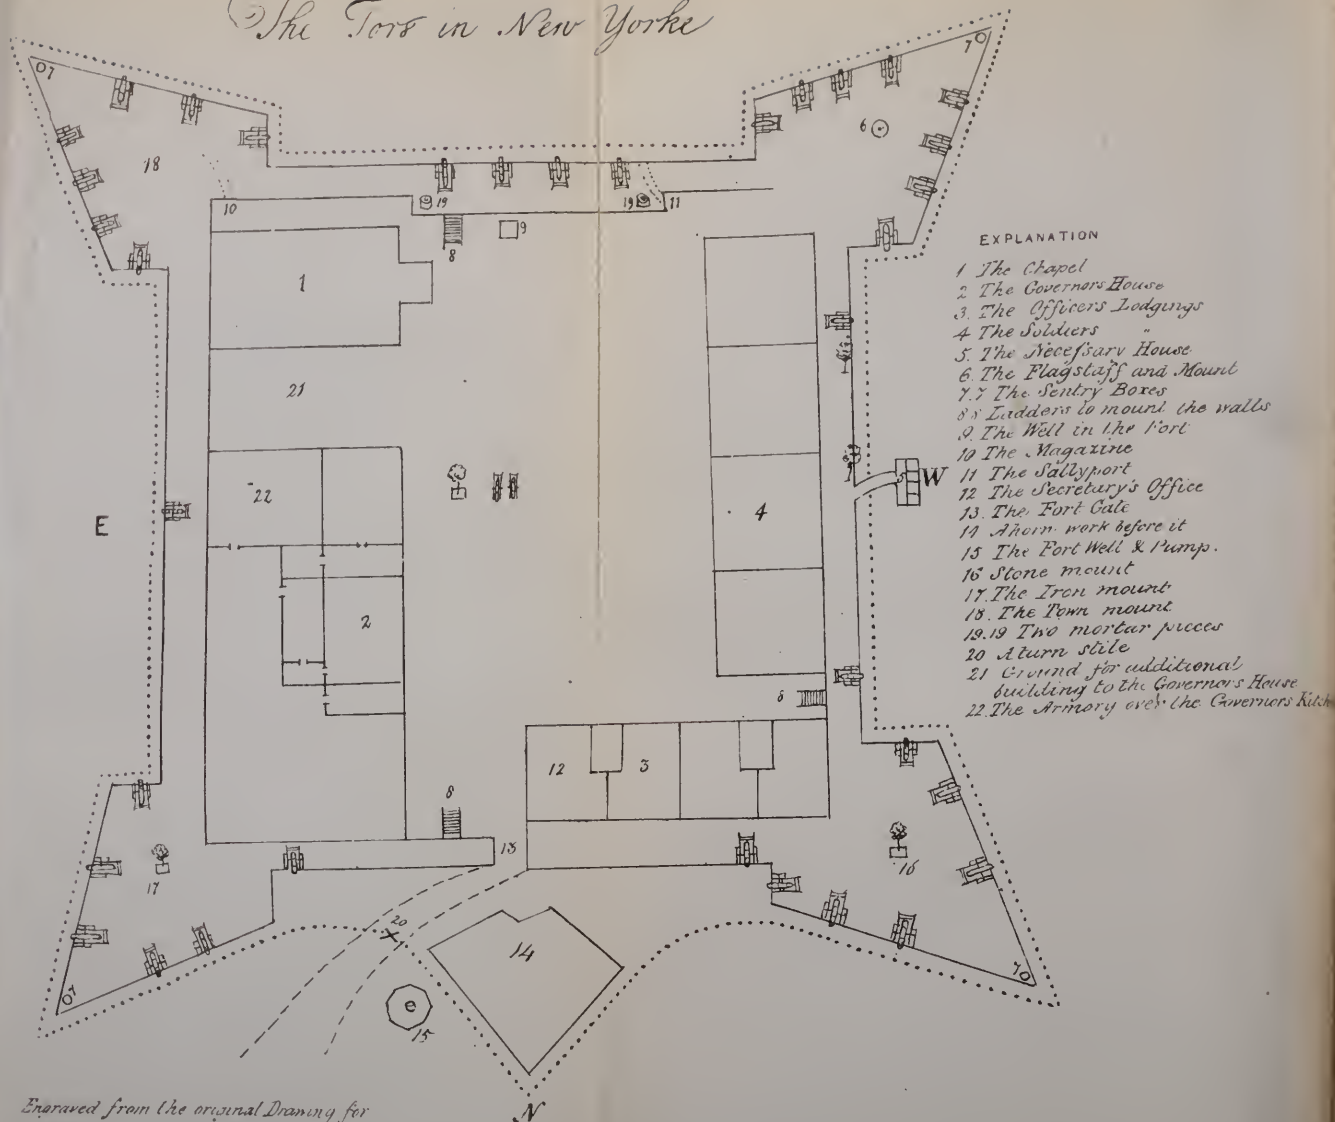 The Fort in New Yorke
07
70
18
6
10
19
19
11
9
8
1
21
22
E
2
4
W
8
12
3
8
13
17
16
20
14
07
70
15
e
N
EXPLANATION
1 The Chapel
2 The Governors House
3. The Officers Lodgings
4 The Soldiers "
5. The Necefsary House
6. The Flagstaff and Mount
7.7 The Sentry Boxes
8 8 Ladders to mount the walls
9. The Well in the Fort
10 The Magazine
11 The Sallyport
12 The Secretary's Office
13. The Fort Gate
14 A horn work before it
15 The Fort Well & Pump.
16 Stone mount
17. The Iron mount
18. The Town mount
19.19 Two mortar pieces
20 A turn stile
21 Ground for additional
building to the Governors House
22. The Armory over the Governors Kitch
Engraved from the original Drawing for